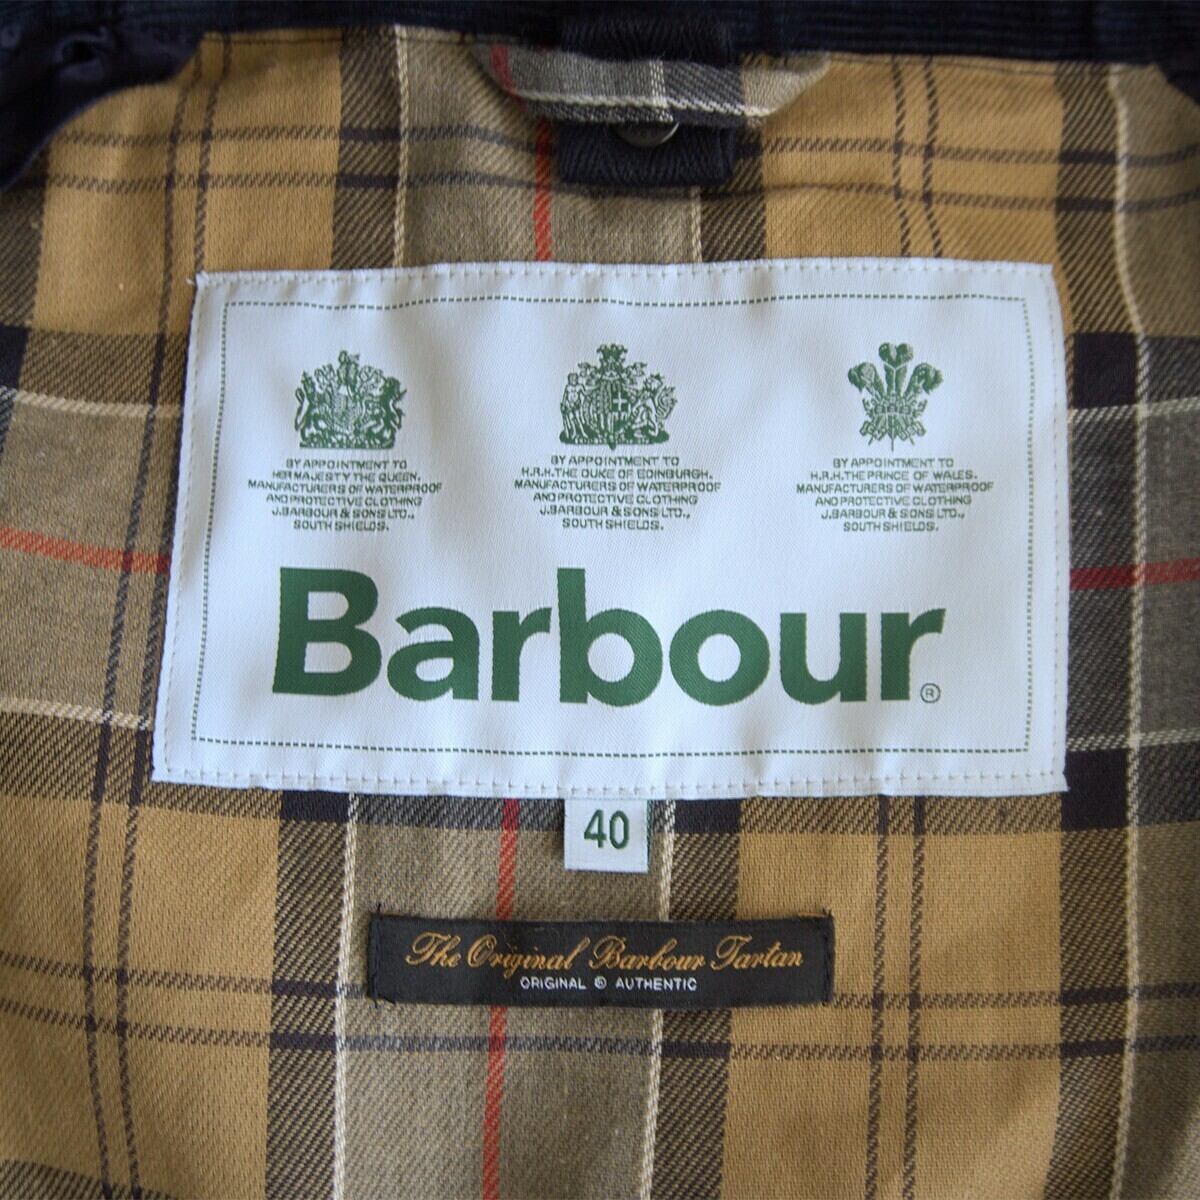 BY APPOINTMENT TO
HER MAJESTY THE QUEEN.
MANUFACTURERS OF WATERPROOF
AND PROTECTIVE CLOTHING
J.BARBOUR & SONS LTD.,
SOUTH SHIELDS.
BY APPOINTMENT TO
H.R.H.THE DUKE OF EDINBURGH.
MANUFACTURERS OF WATERPROOF
AND PROTECTIVE CLOTHING
J.BARBOUR & SONS LTD.,
SOUTH SHIELDS.
BY APPOINTMENT TO
H.R.H.THE PRINCE OF WALES.
MANUFACTURERS OF WATERPROOF
AND PROTECTIVE CLOTHING
J.BARBOUR & SONS LTD.,
SOUTH SHIELDS.
Barbour®
40
The Original Barbour Tartan
ORIGINAL © AUTHENTIC